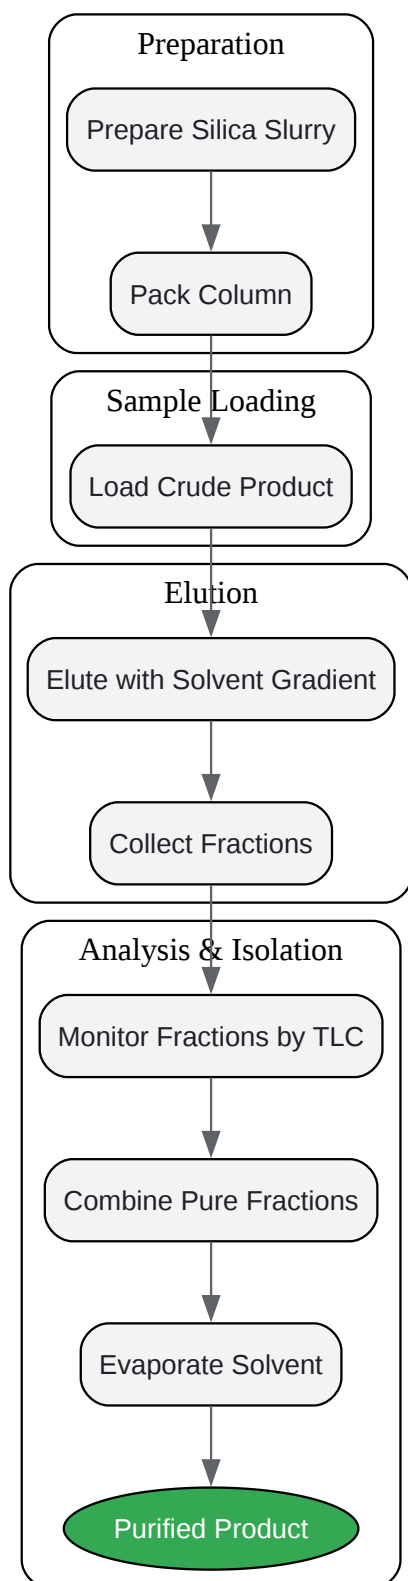 Preparation
Prepare Silica Slurry
Pack Column
Sample Loading
Load Crude Product
Elution
Elute with Solvent Gradient
Collect Fractions
Analysis & Isolation
Monitor Fractions by TLC
Combine Pure Fractions
Evaporate Solvent
Purified Product